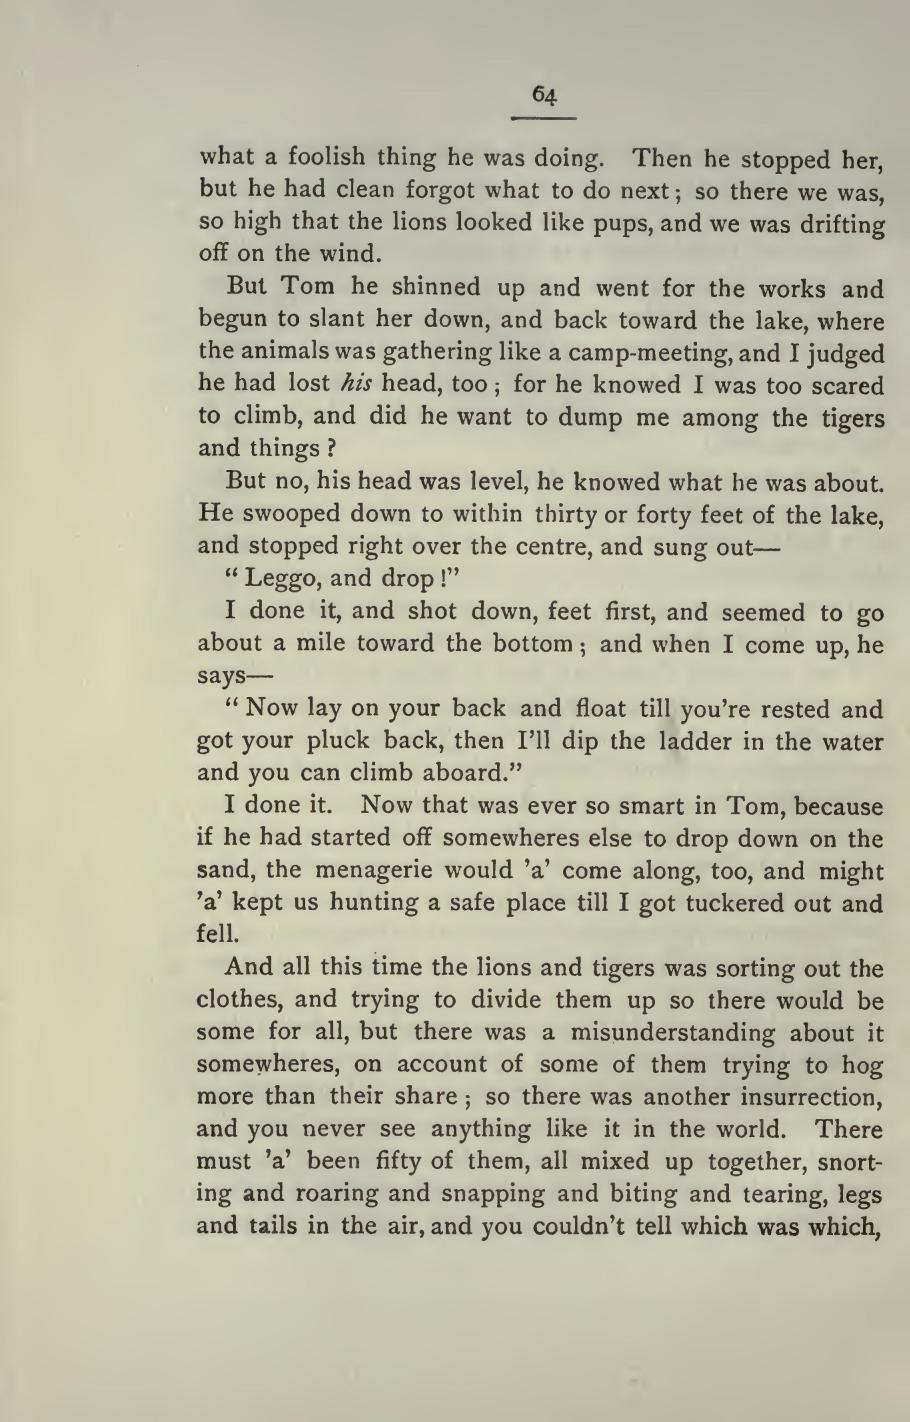 64
what a foolish thing he was doing. Then he stopped her,
but he had clean forgot what to do next ; so there we was,
so high that the lions looked like pups, and we was drifting
off on the wind.
But Tom he shinned up and went for the works and
begun to slant her down, and back toward the lake, where
the animals was gathering like a camp-meeting, and I judged
he had lost his head, too ; for he knowed I was too scared
to climb, and did he want to dump me among the tigers
and things ?
But no, his head was level, he knowed what he was about.
He swooped down to within thirty or forty feet of the lake,
and stopped right over the centre, and sung out—
“ Leggo, and drop !”
I done it, and shot down, feet first, and seemed to go
about a mile toward the bottom ; and when I come up, he
says—
“ Now lay on your back and float till you’re rested and
got your pluck back, then I’ll dip the ladder in the water
and you can climb aboard.”
I done it. Now that was ever so smart in Tom, because
if he had started off somewheres else to drop down on the
sand, the menagerie would ’a’ come along, too, and might
’a’ kept us hunting a safe place till I got tuckered out and
fell.
And all this time the lions and tigers was sorting out the
clothes, and trying to divide them up so there would be
some for all, but there was a misunderstanding about it
somewheres, on account of some of them trying to hog
more than their share ; so there was another insurrection,
and you never see anything like it in the world. There
must ’a’ been fifty of them, all mixed up together, snort-
ing and roaring and snapping and biting and tearing, legs
and tails in the air, and you couldn’t tell which was which,